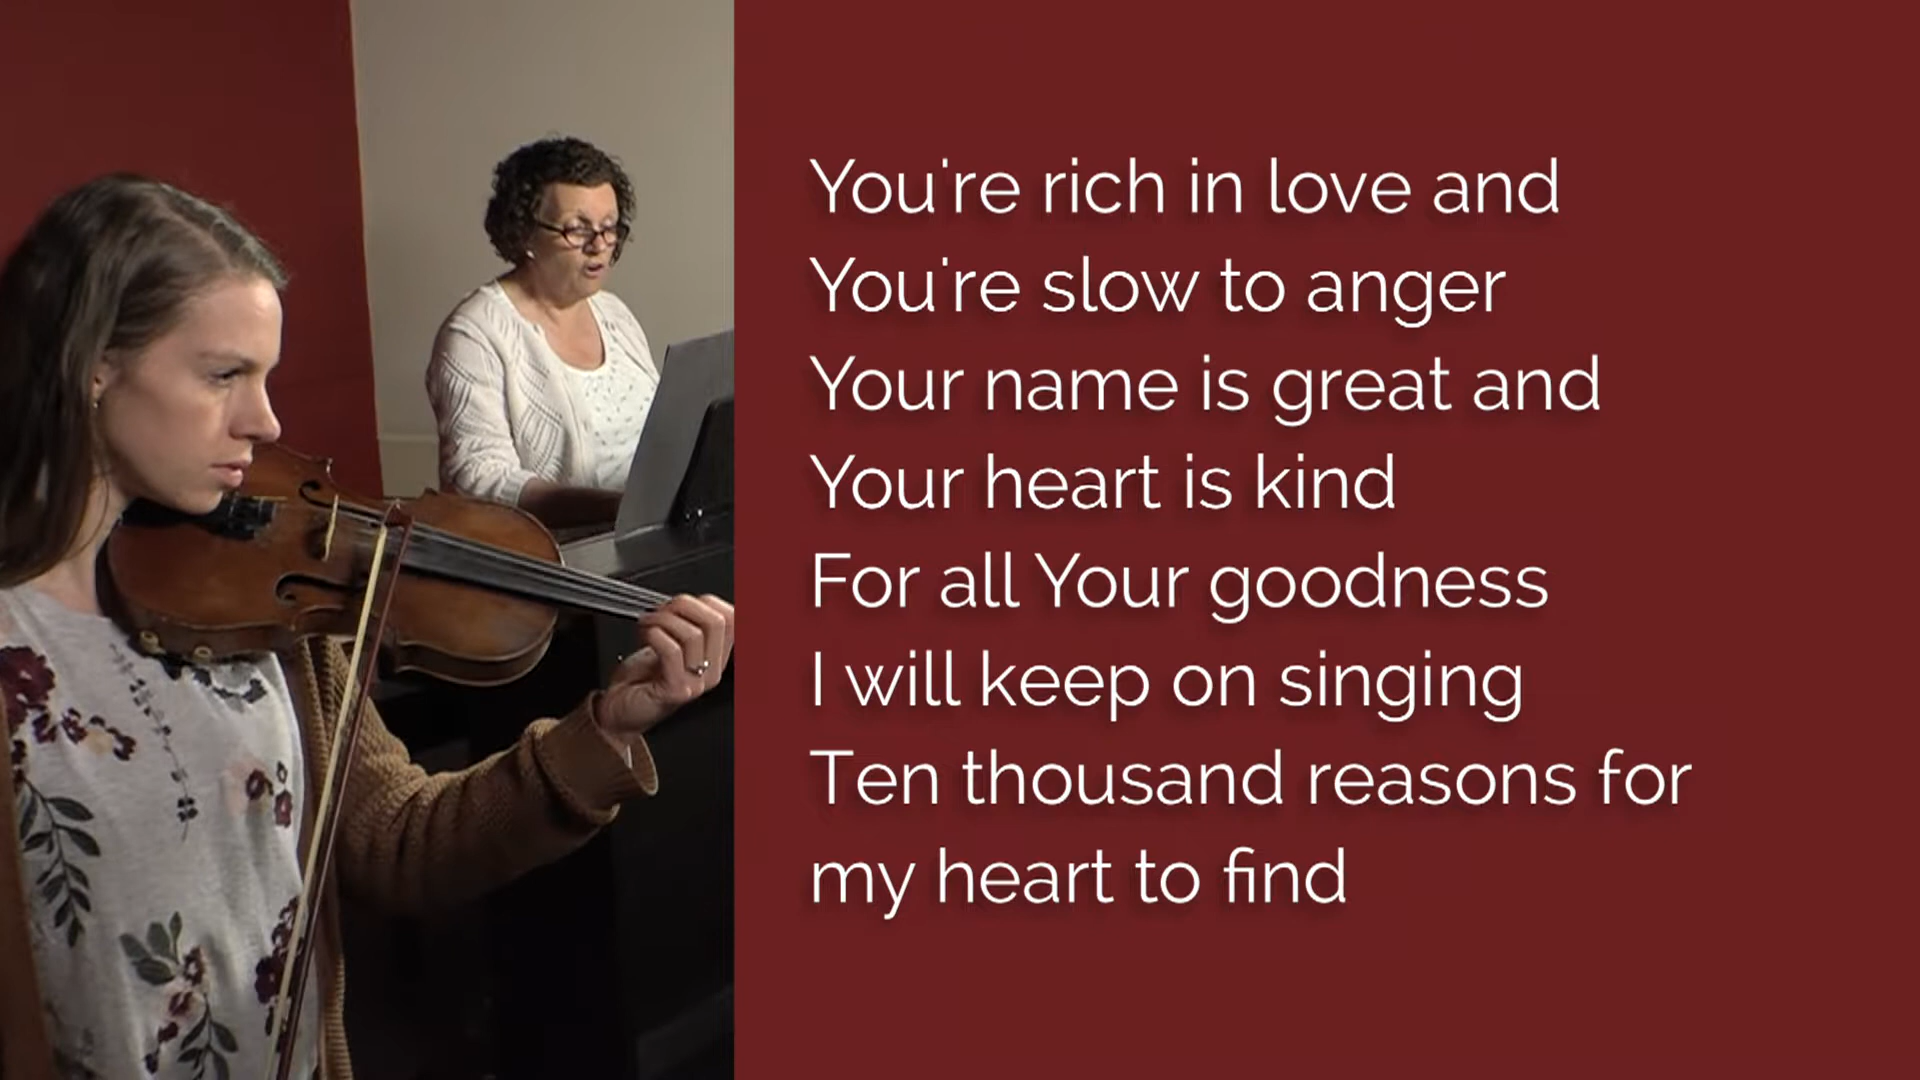 You're rich in love and
You're slow to anger
Your name is great and
Your heart is kind
For all Your goodness
I will keep on singing
Ten thousand reasons for
my heart to find